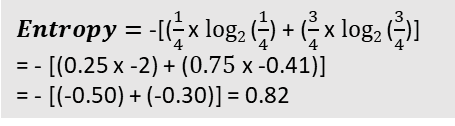 Entropy = -[(1/4 x log₂ (1/4) + (3/4 x log₂ (3/4)]
= - [(0.25 x -2) + (0.75 x -0.41)]
= - [(-0.50) + (-0.30)] = 0.82